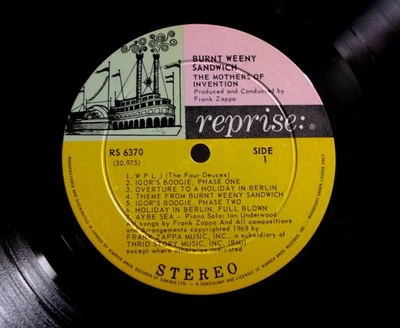 BURNT WEENY
SANDWICH
THE MOTHERS OF
INVENTION
Produced and Conducted by
Frank Zappa
reprise:®
RS 6370
(30,975)
SIDE
1
1. W P L J (The Four Deuces)
2. IGOR'S BOOGIE, PHASE ONE
3. OVERTURE TO A HOLIDAY IN BERLIN
4. THEME FROM BURNT WEENY SANDWICH
5. IGOR'S BOOGIE, PHASE TWO
6. HOLIDAY IN BERLIN, FULL BLOWN
AYBE SEA – Piano Solo: Ian Underwood
All songs by Frank Zappa And All compositions
and Arrangements copyrighted 1969 by
FRANK ZAPPA MUSIC, INC., a subsidiary of
THRID STORY MUSIC, INC. (BMI)
except where otherwise indicated
STEREO